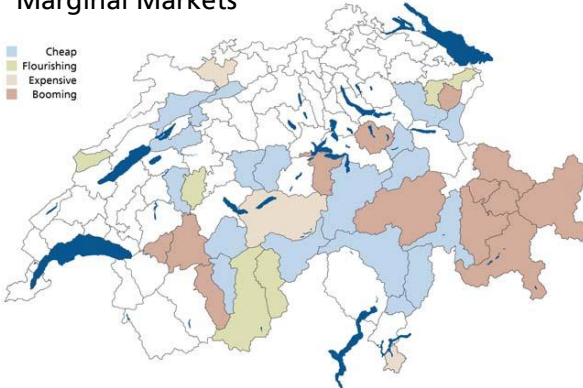 Marginal Markets
Cheap
Flourishing
Expensive
Booming